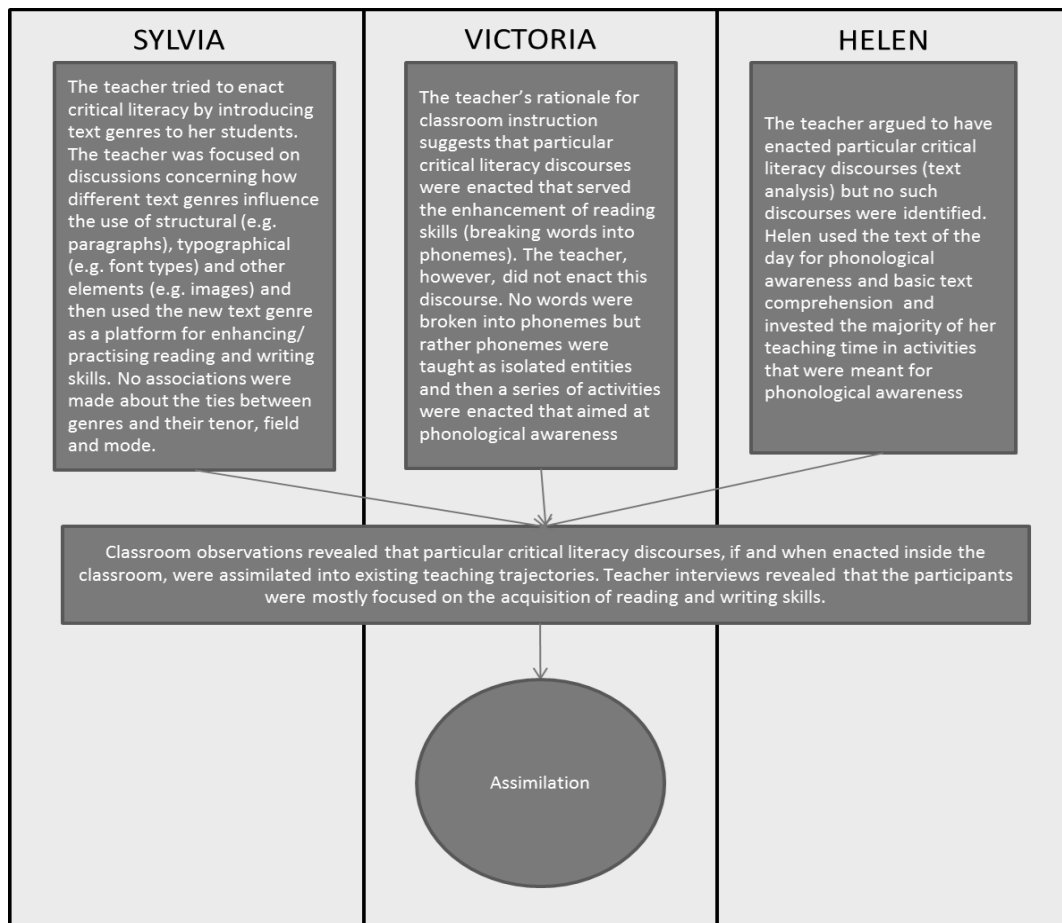 SYLVIA
The teacher tried to enact
critical literacy by introducing
text genres to her students.
The teacher was focused on
discussions concerning how
different text genres influence
the use of structural (e.g.
paragraphs), typographical
(e.g. font types) and other
elements (e.g. images) and
then used the new text genre
as a platform for enhancing/
practising reading and writing
skills. No associations were
made about the ties between
genres and their tenor, field
and mode.
VICTORIA
The teacher’s rationale for
classroom instruction
suggests that particular
critical literacy discourses
were enacted that served
the enhancement of reading
skills (breaking words into
phonemes). The teacher,
however, did not enact this
discourse. No words were
broken into phonemes but
rather phonemes were
taught as isolated entities
and then a series of activities
were enacted that aimed at
phonological awareness
HELEN
The teacher argued to have
enacted particular critical
literacy discourses (text
analysis) but no such
discourses were identified.
Helen used the text of the
day for phonological
awareness and basic text
comprehension and
invested the majority of her
teaching time in activities
that were meant for
phonological awareness
Classroom observations revealed that particular critical literacy discourses, if and when enacted inside the
classroom, were assimilated into existing teaching trajectories. Teacher interviews revealed that the participants
were mostly focused on the acquisition of reading and writing skills.
Assimilation